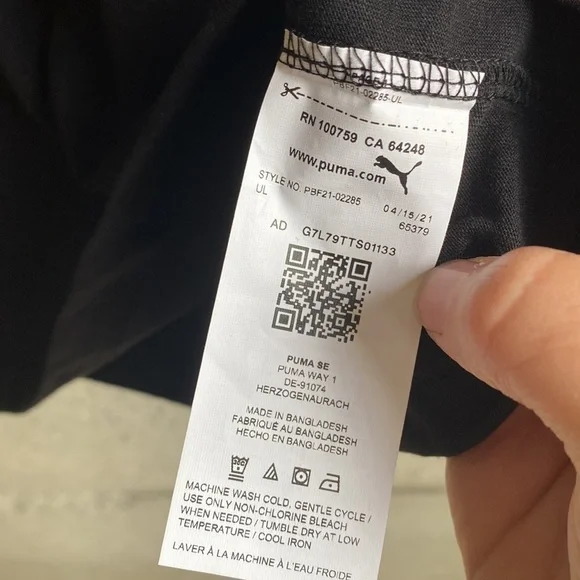 PBF21-02285-UL
RN 100759 CA 64248
www.puma.com
STYLE NO. PBF21-02285 04/15/21
UL 65379
AD G7L79TTS01133
PUMA SE
PUMA WAY 1
DE-91074
HERZOGENAURACH
MADE IN BANGLADESH
FABRIQUÉ AU BANGLADESH
HECHO EN BANGLADESH
MACHINE WASH COLD, GENTLE CYCLE /
USE ONLY NON-CHLORINE BLEACH
WHEN NEEDED / TUMBLE DRY AT LOW
TEMPERATURE / COOL IRON
LAVER À LA MACHINE À L'EAU FROIDE